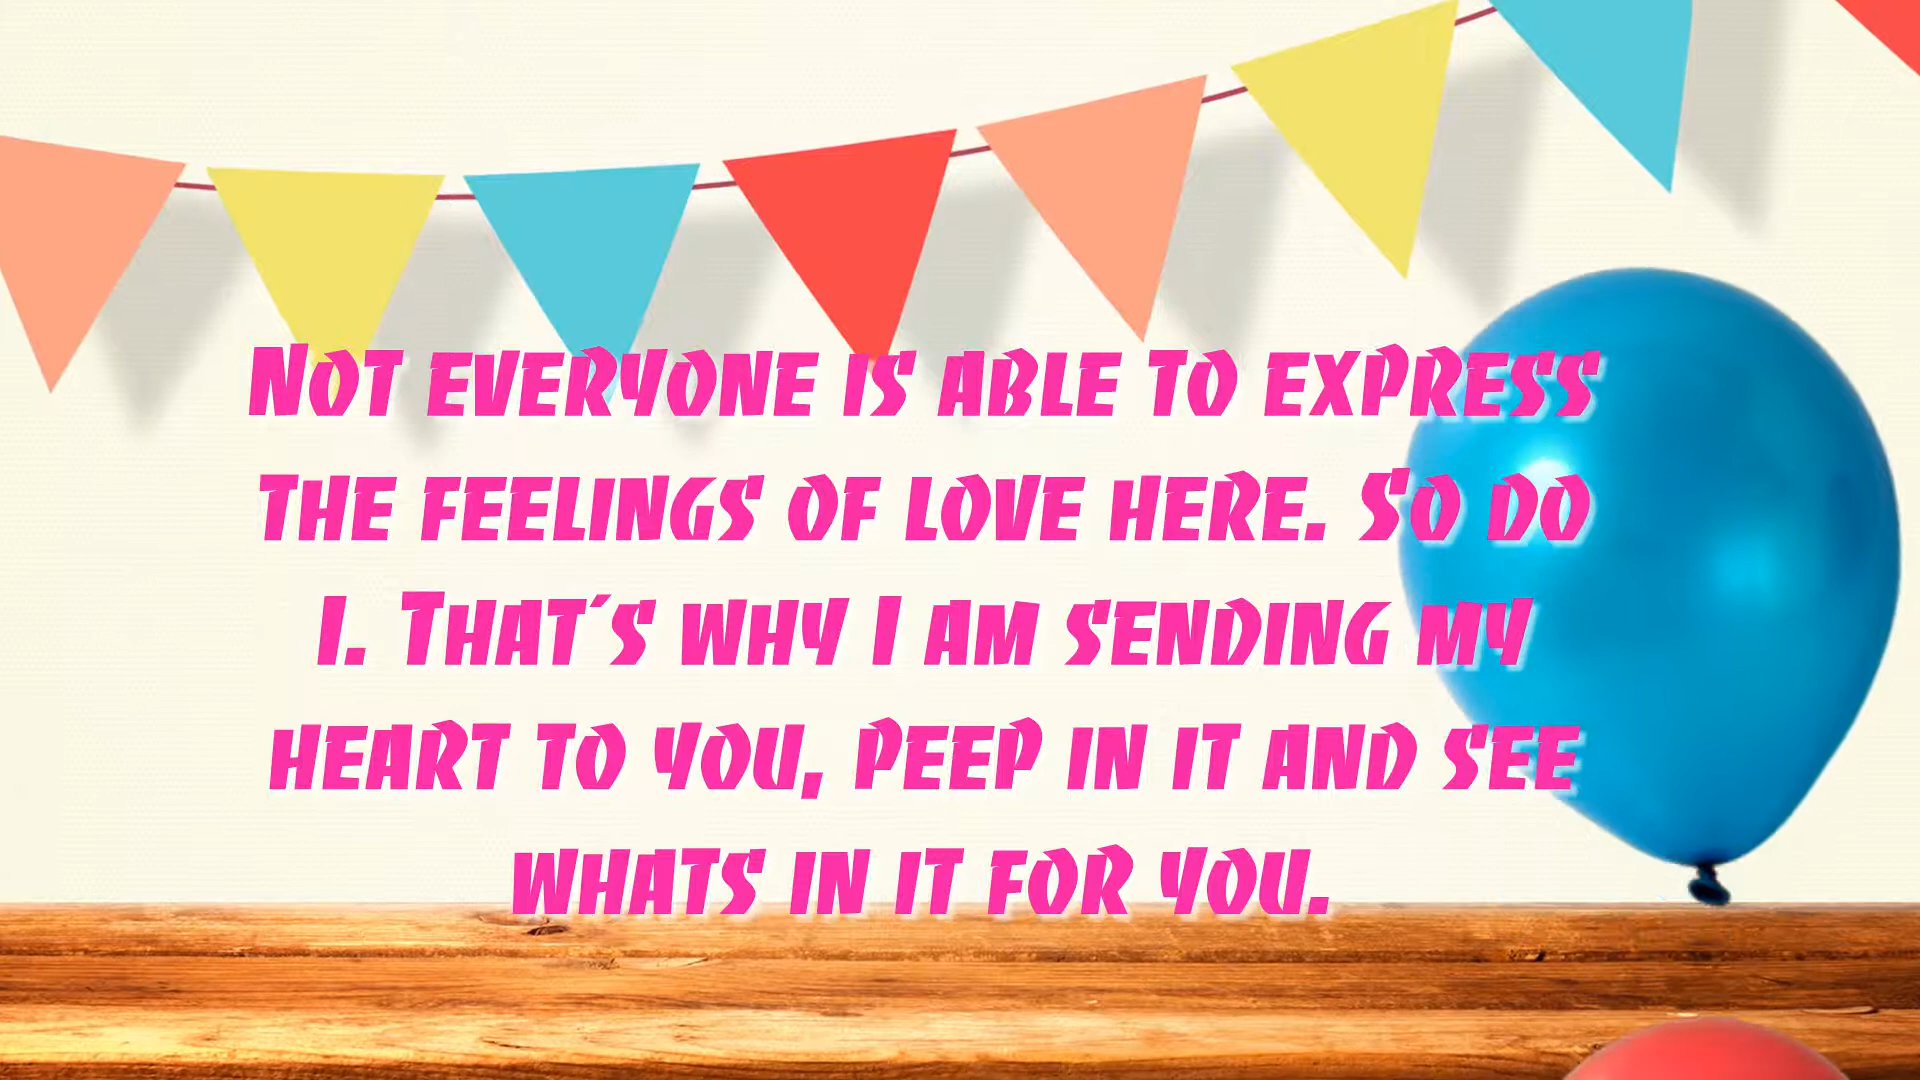 Not everyone is able to express
the feelings of love here. So do
I. That's why I am sending my
heart to you, peep in it and see
whats in it for you.